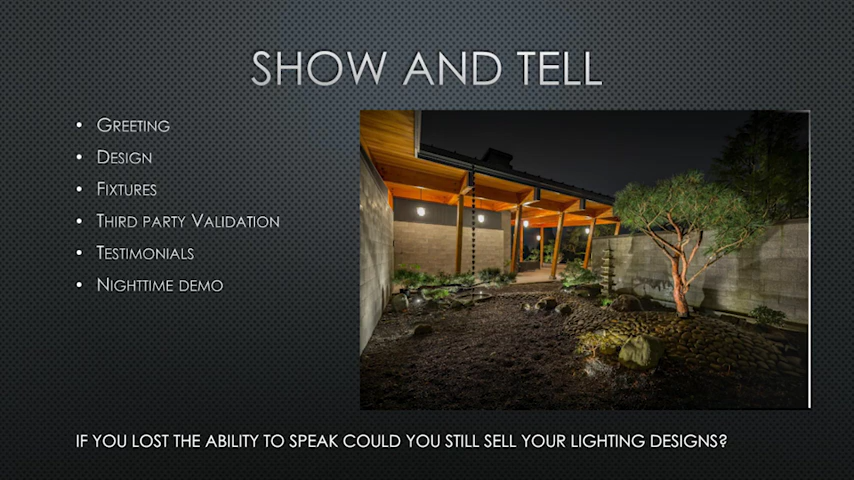 SHOW AND TELL
• GREETING
• DESIGN
• FIXTURES
• THIRD PARTY VALIDATION
• TESTIMONIALS
• NIGHTTIME DEMO
IF YOU LOST THE ABILITY TO SPEAK COULD YOU STILL SELL YOUR LIGHTING DESIGNS?